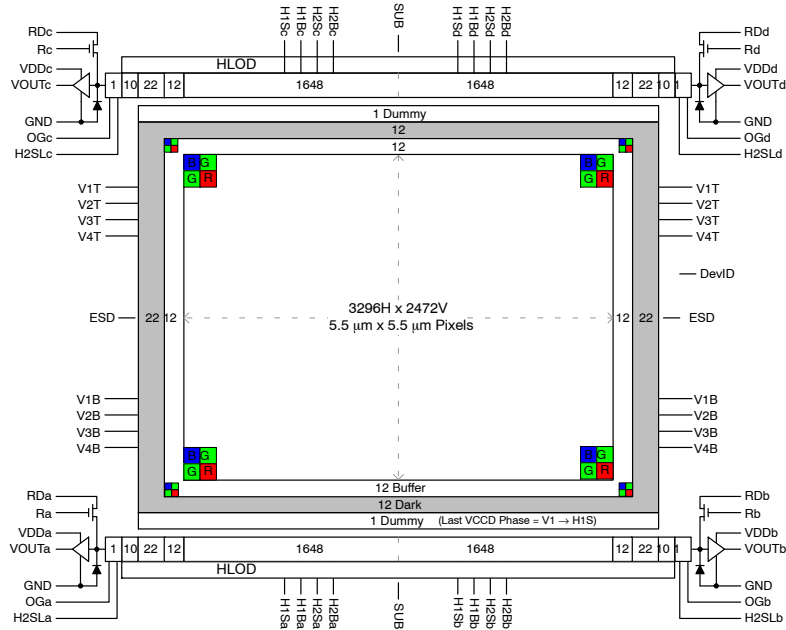 H1Sc H1Bc H2Sc H2Bc SUB H1Sd H1Bd H2Sd H2Bd
RDc RDd
Rc HLOD Rd
VDDc VDDd
VOUTc 1 10 22 12 1648 1648 12 22 10 1 VOUTd
GND 1 Dummy GND
OGc 12 OGd
H2SLc 12 H2SLd
B G B G
G R G R
V1T V1T
V2T V2T
V3T V3T
V4T V4T
DevID
3296H x 2472V
ESD 22 12 12 22 ESD
5.5 µm x 5.5 µm Pixels
V1B V1B
V2B V2B
V3B V3B
V4B V4B
B G B G
G R G R
12 Buffer
RDa 12 Dark RDb
Ra 1 Dummy (Last VCCD Phase = V1 → H1S) Rb
VDDa VDDb
VOUTa 1 10 22 12 1648 1648 12 22 10 1 VOUTb
HLOD
GND GND
OGa OGb
H2SLa H2SLb
H1Sa H1Ba H2Sa H2Ba SUB H1Sb H1Bb H2Sb H2Bb